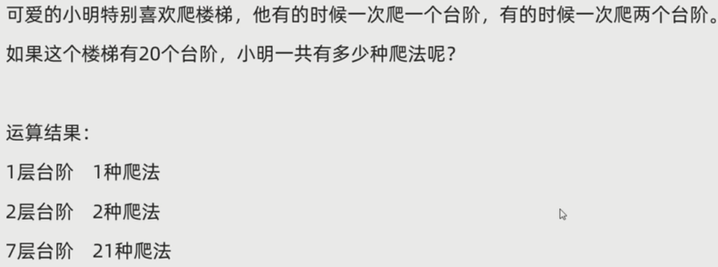 可爱的小明特别喜欢爬楼梯，他有的时候一次爬一个台阶，有的时候一次爬两个台阶。
如果这个楼梯有20个台阶，小明一共有多少种爬法呢？
运算结果：
1层台阶 1种爬法
2层台阶 2种爬法
7层台阶 21种爬法